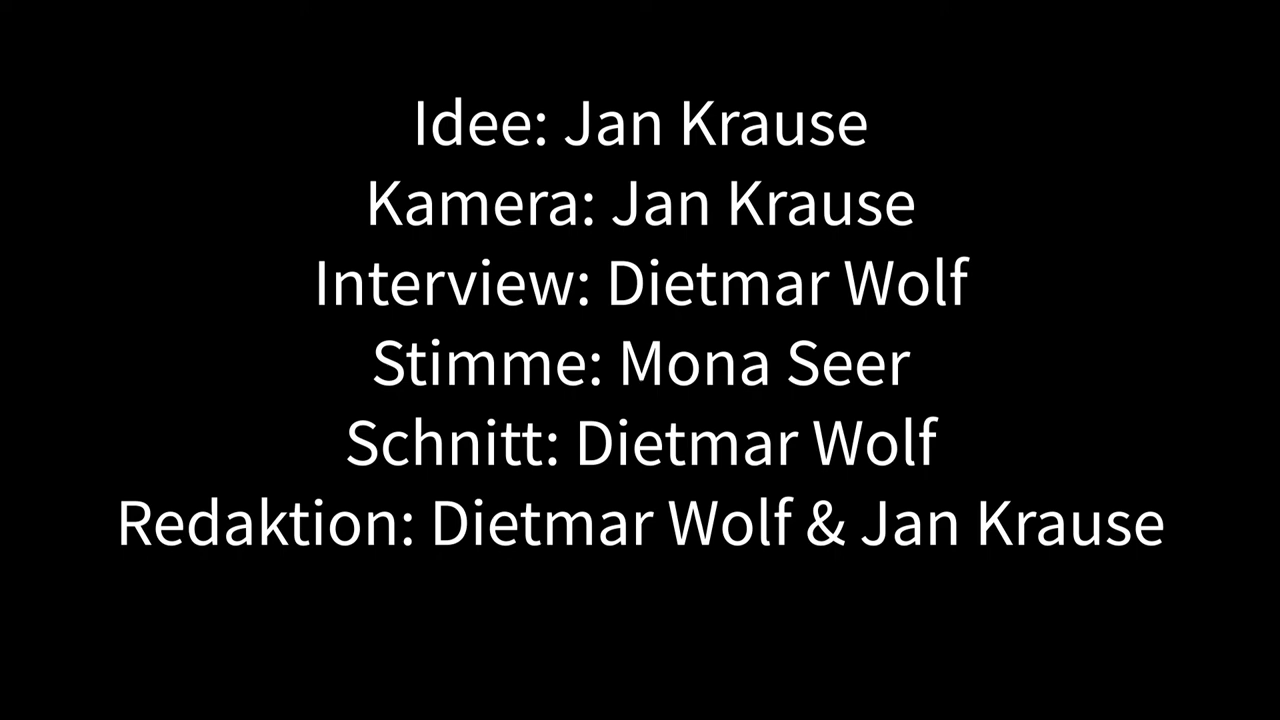 Idee: Jan Krause
Kamera: Jan Krause
Interview: Dietmar Wolf
Stimme: Mona Seer
Schnitt: Dietmar Wolf
Redaktion: Dietmar Wolf & Jan Krause